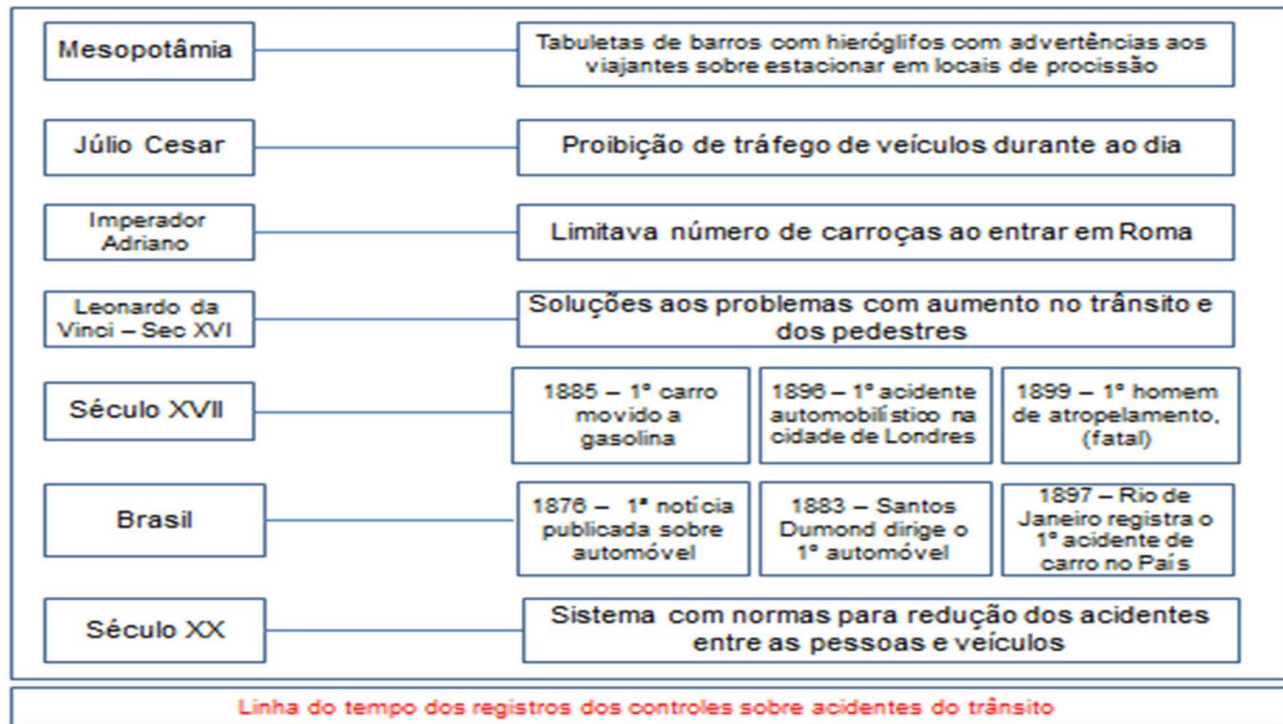 Mesopotâmia
Tabuletas de barros com hieróglifos com advertências aos
viajantes sobre estacionar em locais de procissão
Júlio Cesar
Proibição de tráfego de veículos durante ao dia
Imperador
Adriano
Limitava número de carroças ao entrar em Roma
Leonardo da
Vinci – Sec XVI
Soluções aos problemas com aumento no trânsito e
dos pedestres
Século XVII
1885 – 1º carro
movido a
gasolina
1896 – 1º acidente
automobilístico na
cidade de Londres
1899 – 1º homem
de atropelamento,
(fatal)
Brasil
1876 – 1ª notícia
publicada sobre
automóvel
1883 – Santos
Dumond dirige o
1º automóvel
1897 – Rio de
Janeiro registra o
1º acidente de
carro no País
Século XX
Sistema com normas para redução dos acidentes
entre as pessoas e veículos
Linha do tempo dos registros dos controles sobre acidentes do trânsito